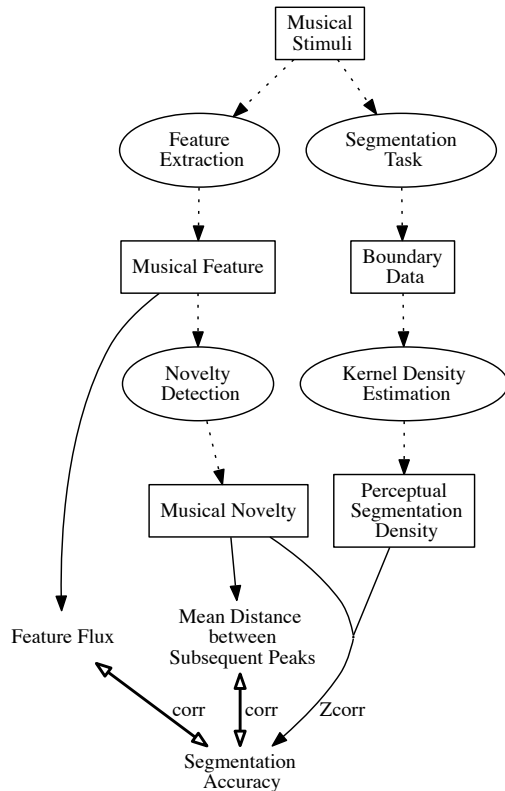 Musical
Stimuli
Feature
Extraction
Segmentation
Task
Musical Feature
Boundary
Data
Novelty
Detection
Kernel Density
Estimation
Musical Novelty
Perceptual
Segmentation
Density
Feature Flux
Mean Distance
between
Subsequent Peaks
corr
corr
Zcorr
Segmentation
Accuracy